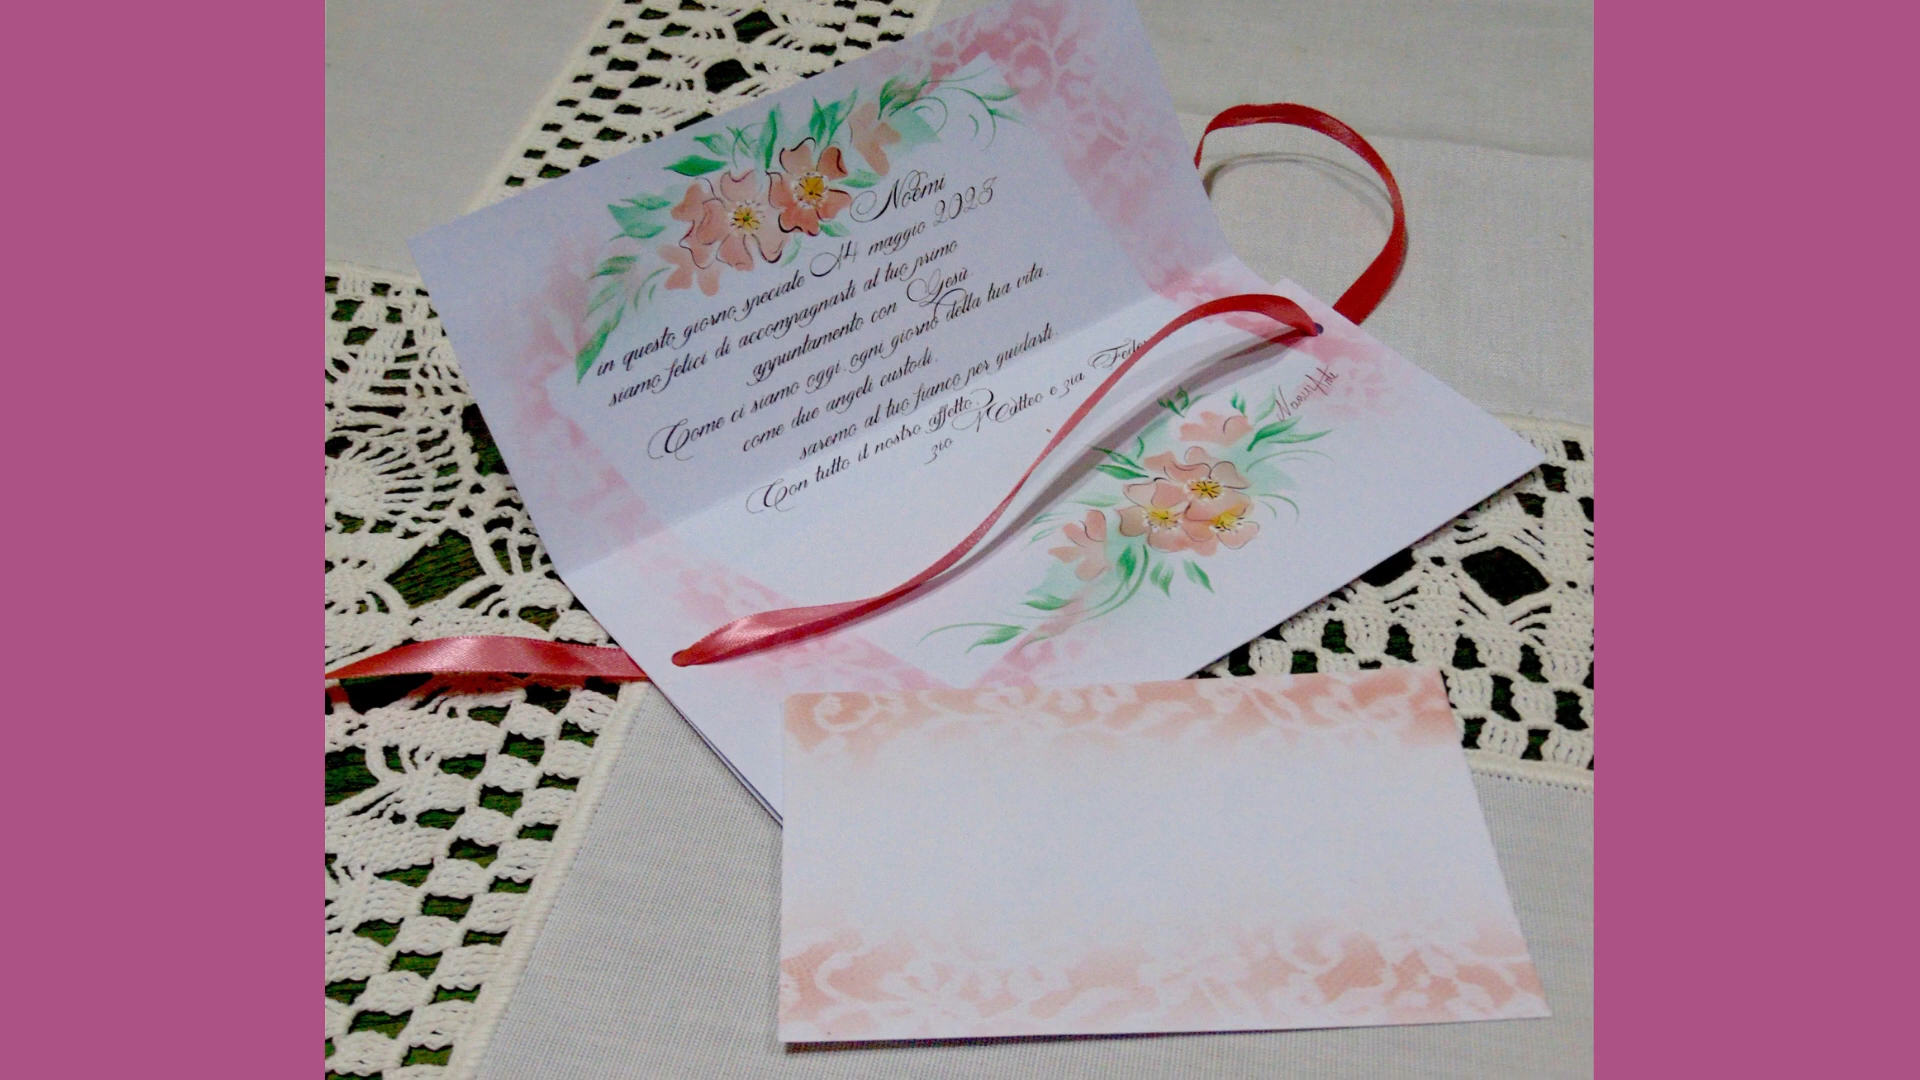 Noemi
in questo giorno speciale 14 maggio 2023
siamo felici di accompagnarti al tuo primo
appuntamento con Gesù.
Come ci siamo oggi, ogni giorno della tua vita,
come due angeli custodi,
saremo al tuo fianco per guidarti.
Con tutto il nostro affetto
zio Matteo e zia